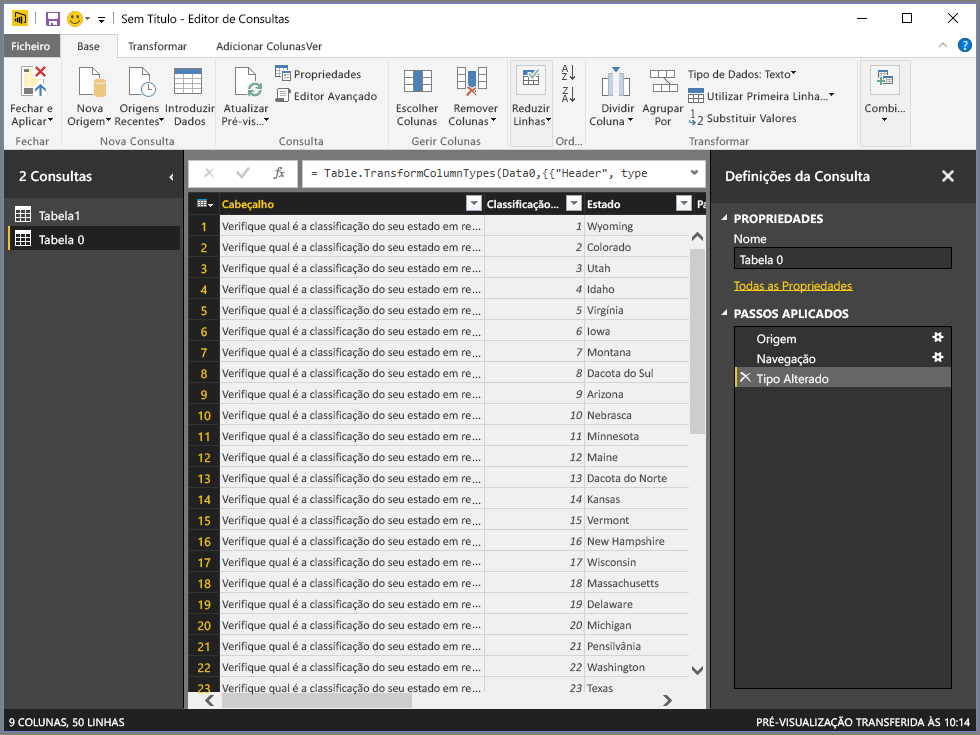 Sem Título - Editor de Consultas
Ficheiro Base Transformar Adicionar ColunasVer
Fechar e Aplicar
Nova Origem
Origens Recentes
Introduzir Dados
Atualizar Pré-vis...
Propriedades
Editor Avançado
Escolher Colunas
Remover Colunas
Reduzir Linhas
Dividir Coluna
Agrupar Por
Tipo de Dados: Texto
Utilizar Primeira Linha...
Substituir Valores
Combi...
Fechar Nova Consulta Consulta Gerir Colunas Ord... Transformar
2 Consultas
Tabela1
Tabela 0
fx = Table.TransformColumnTypes(Data0,{{"Header", type
Cabeçalho Classificação... Estado Pa
1 Verifique qual é a classificação do seu estado em re... 1 Wyoming
2 Verifique qual é a classificação do seu estado em re... 2 Colorado
3 Verifique qual é a classificação do seu estado em re... 3 Utah
4 Verifique qual é a classificação do seu estado em re... 4 Idaho
5 Verifique qual é a classificação do seu estado em re... 5 Virgínia
6 Verifique qual é a classificação do seu estado em re... 6 Iowa
7 Verifique qual é a classificação do seu estado em re... 7 Montana
8 Verifique qual é a classificação do seu estado em re... 8 Dacota do Sul
9 Verifique qual é a classificação do seu estado em re... 9 Arizona
10 Verifique qual é a classificação do seu estado em re... 10 Nebrasca
11 Verifique qual é a classificação do seu estado em re... 11 Minnesota
12 Verifique qual é a classificação do seu estado em re... 12 Maine
13 Verifique qual é a classificação do seu estado em re... 13 Dacota do Norte
14 Verifique qual é a classificação do seu estado em re... 14 Kansas
15 Verifique qual é a classificação do seu estado em re... 15 Vermont
16 Verifique qual é a classificação do seu estado em re... 16 New Hampshire
17 Verifique qual é a classificação do seu estado em re... 17 Wisconsin
18 Verifique qual é a classificação do seu estado em re... 18 Massachusetts
19 Verifique qual é a classificação do seu estado em re... 19 Delaware
20 Verifique qual é a classificação do seu estado em re... 20 Michigan
21 Verifique qual é a classificação do seu estado em re... 21 Pensilvânia
22 Verifique qual é a classificação do seu estado em re... 22 Washington
23 Verifique qual é a classificação do seu estado em re... 23 Texas
Definições da Consulta
PROPRIEDADES
Nome
Tabela 0
Todas as Propriedades
PASSOS APLICADOS
Origem
Navegação
Tipo Alterado
9 COLUNAS, 50 LINHAS
PRÉ-VISUALIZAÇÃO TRANSFERIDA ÀS 10:14